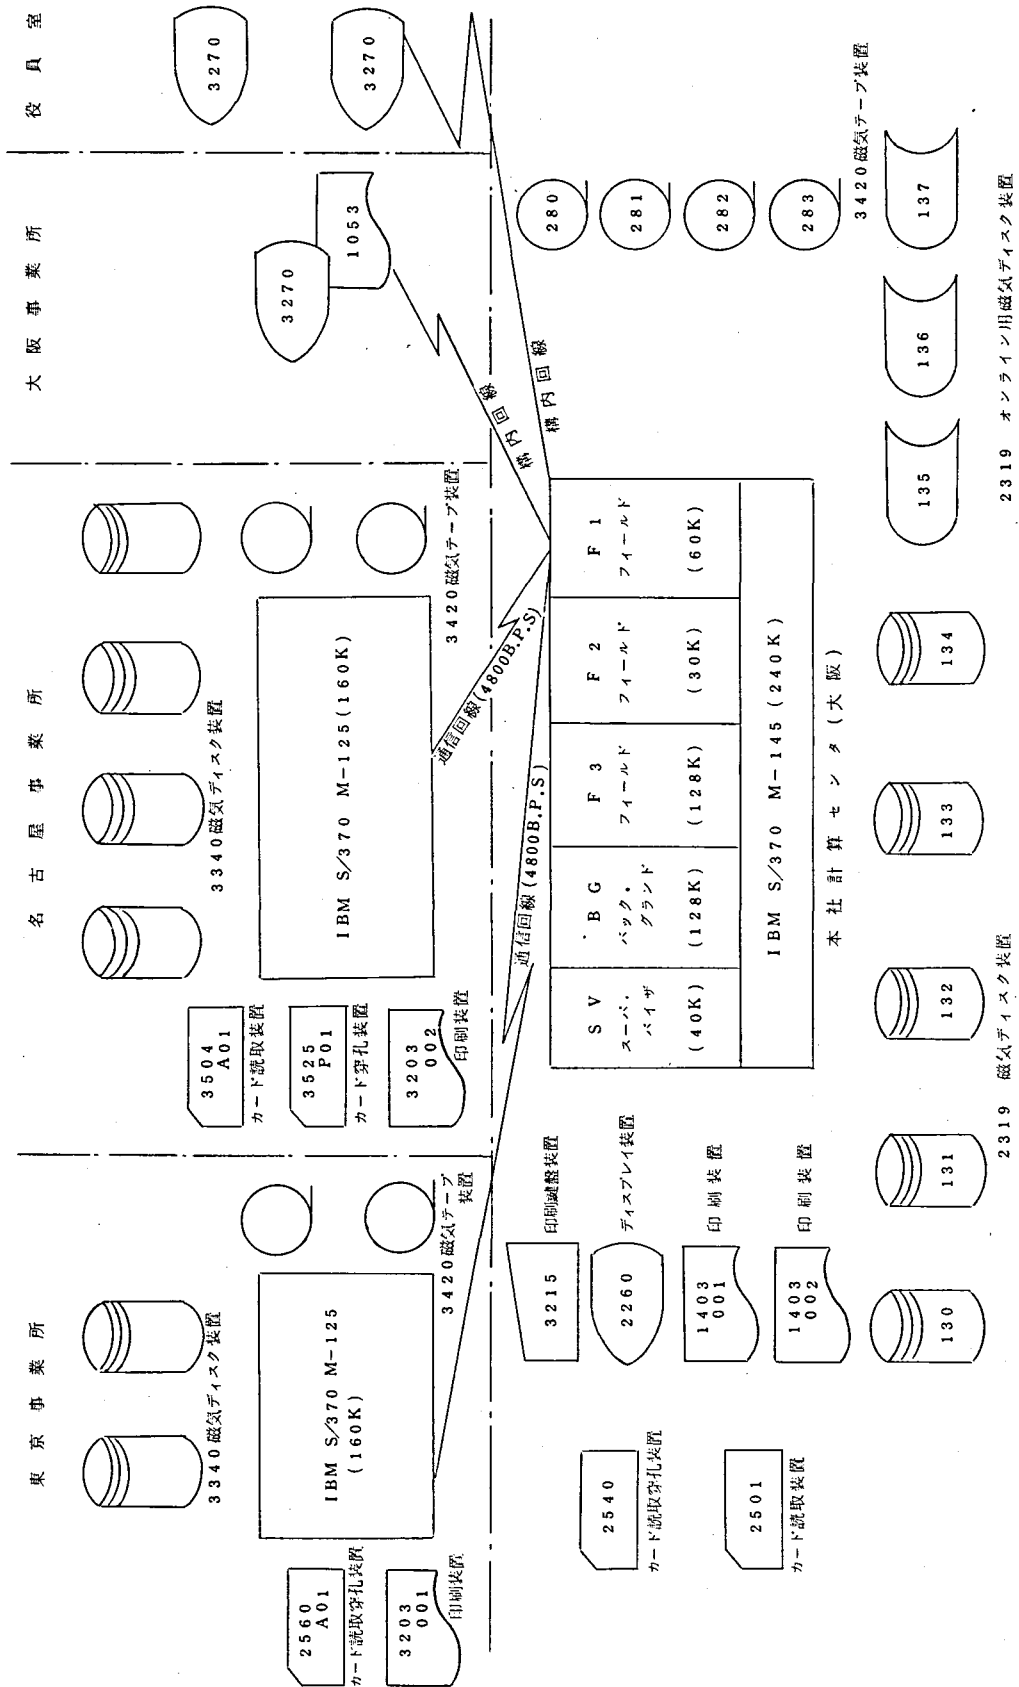 東京事業所
3340磁気ディスク装置
IBM S/370 M-125
(160K)
3420磁気テープ
装置
2560
A01
カード読取穿孔装置
3203
001
印刷装置
名古屋事業所
3340磁気ディスク装置
IBM S/370 M-125(160K)
3420磁気テープ装置
3504
A01
カード読取装置
3525
P01
カード穿孔装置
3203
002
印刷装置
大阪事業所
3270
1053
役員室
3270
3270
通信回線(4800B.P.S)
通信回線(4800B.P.S)
構内回線
構内回線
SV
スーパ・
バイザ
(40K)
BG
バック・
グランド
(128K)
F3
フィールド
(128K)
F2
フィールド
(30K)
F1
フィールド
(60K)
IBM S/370 M-145(240K)
本社計算センタ(大阪)
3215
印刷鍵盤装置
2260
ディスプレイ装置
1403
001
印刷装置
1403
002
印刷装置
2540
カード読取穿孔装置
2501
カード読取装置
280
281
282
283
3420磁気テープ装置
130
131
132
133
134
2319 磁気ディスク装置
135
136
137
2319 オンライン用磁気ディスク装置